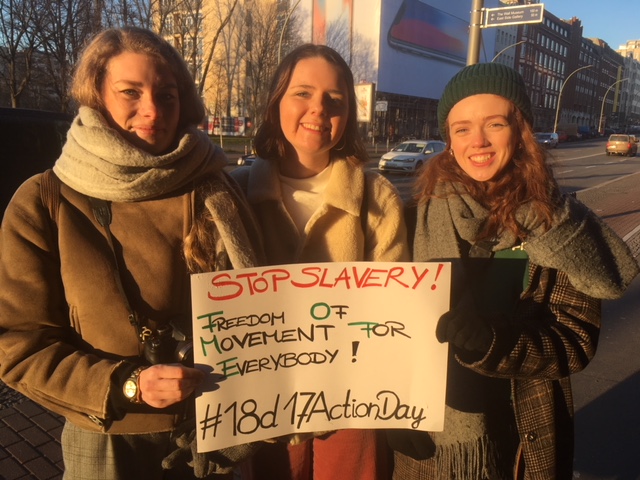 STOP SLAVERY!
FREEDOM OF
MOVEMENT FOR
EVERYBODY!
#18d17ActionDay